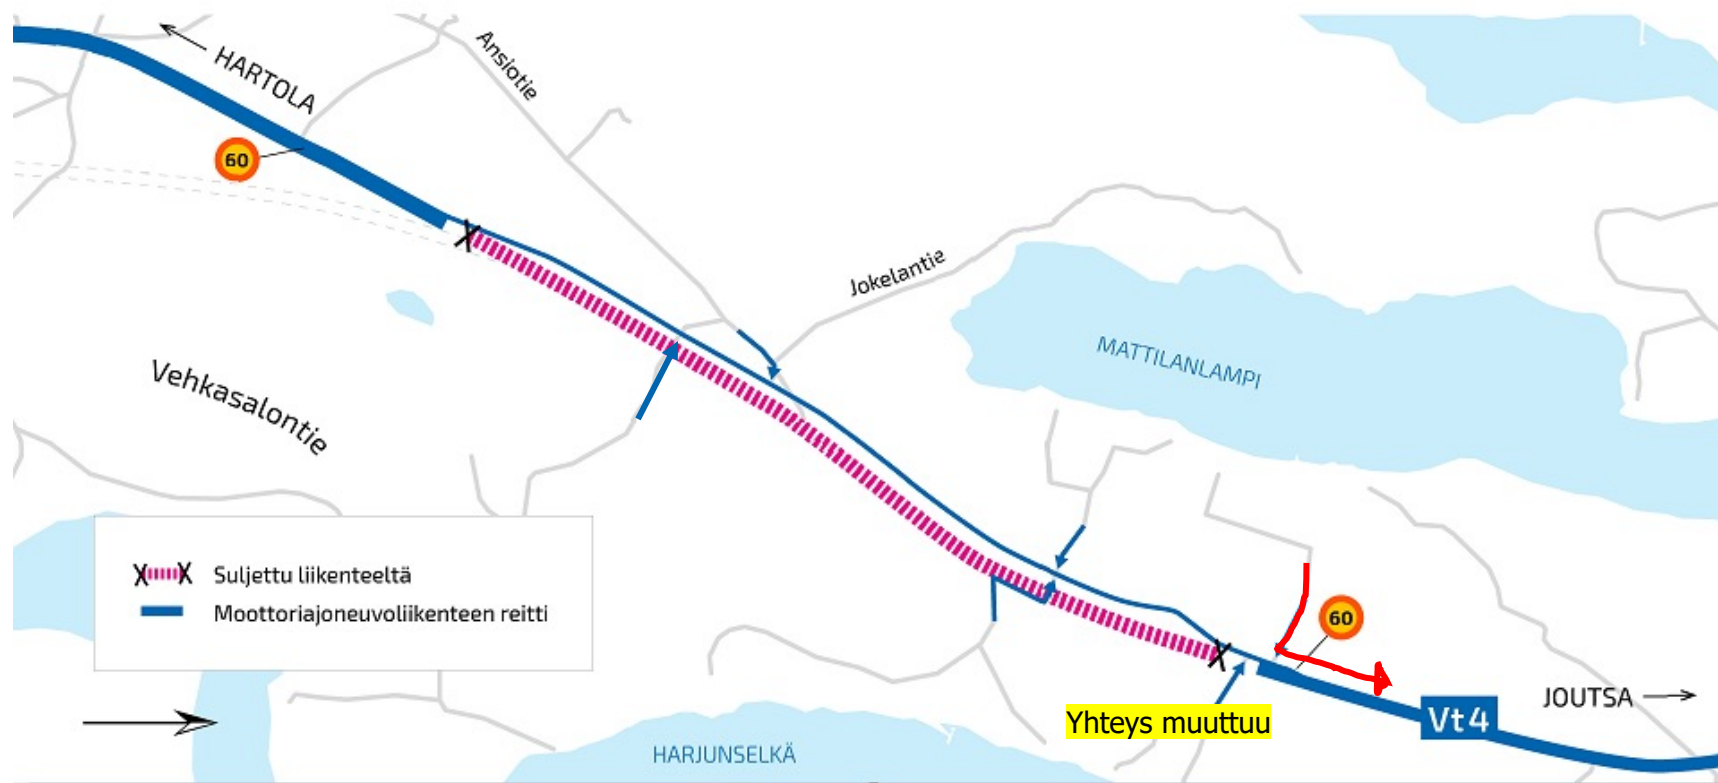 HARTOLA
Ansiotie
60
Jokelantie
MATTILANLAMPI
Vehkasalontie
Suljettu liikenteeltä
Moottoriajoneuvoliikenteen reitti
60
JOUTSA
Yhteys muuttuu
Vt4
HARJUNSELKÄ